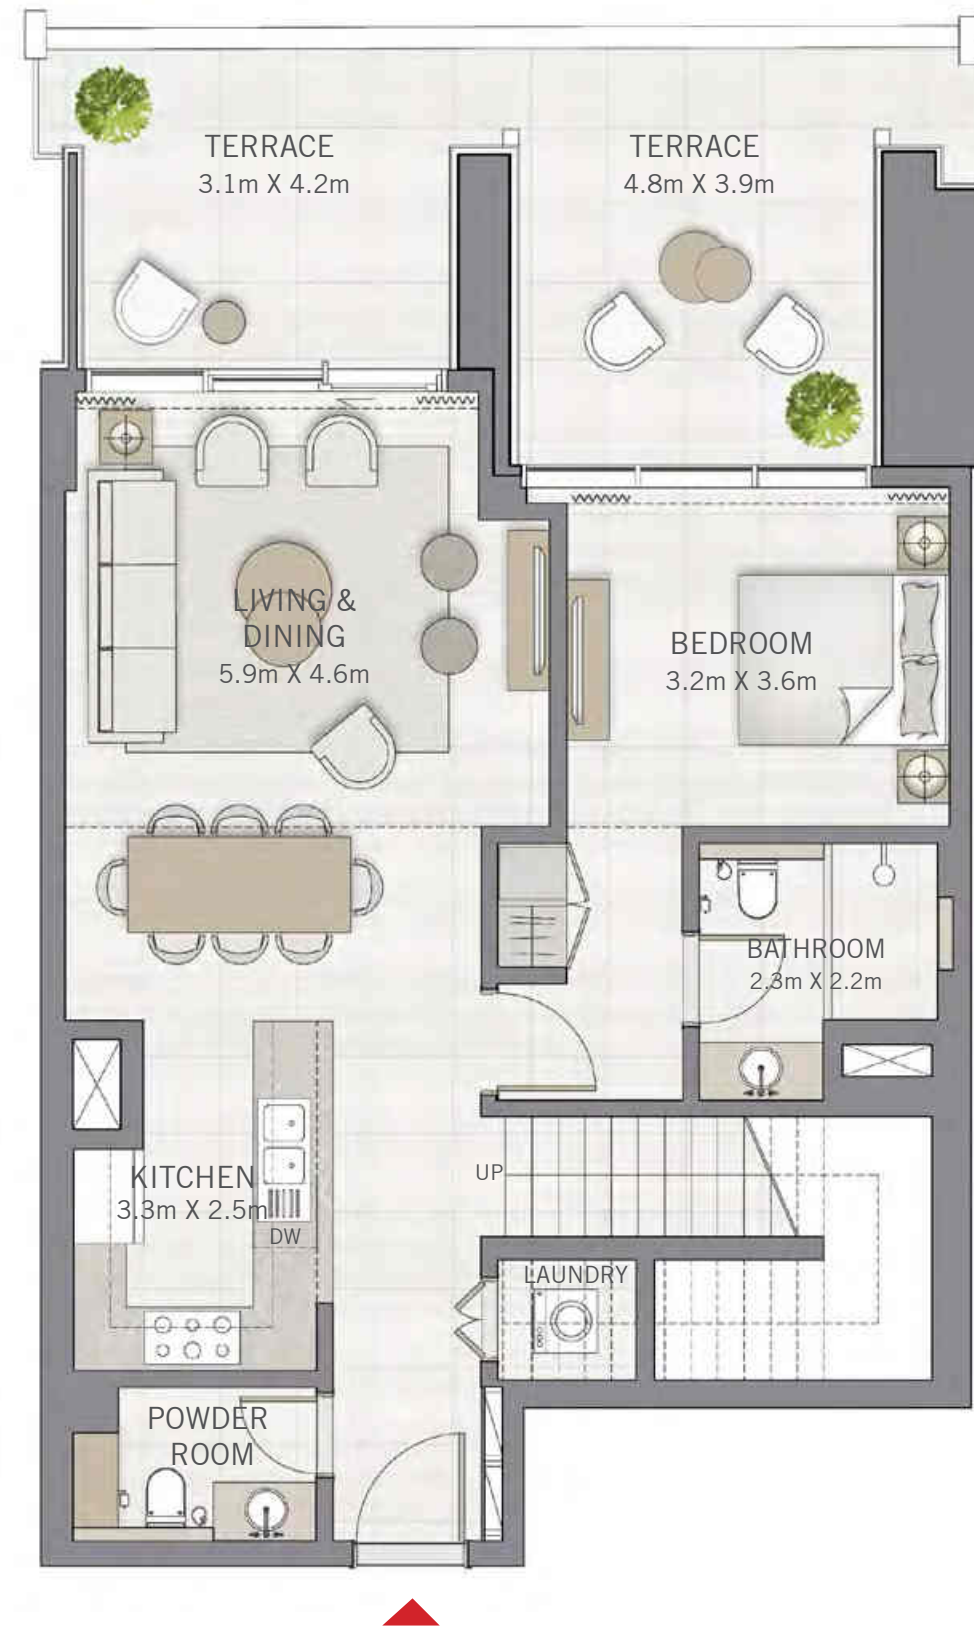 TERRACE
3.1m X 4.2m
TERRACE
4.8m X 3.9m
LIVING &
DINING
5.9m X 4.6m
BEDROOM
3.2m X 3.6m
BATHROOM
2.3m X 2.2m
KITCHEN
3.3m X 2.5m
DW
UP
LAUNDRY
POWDER
ROOM